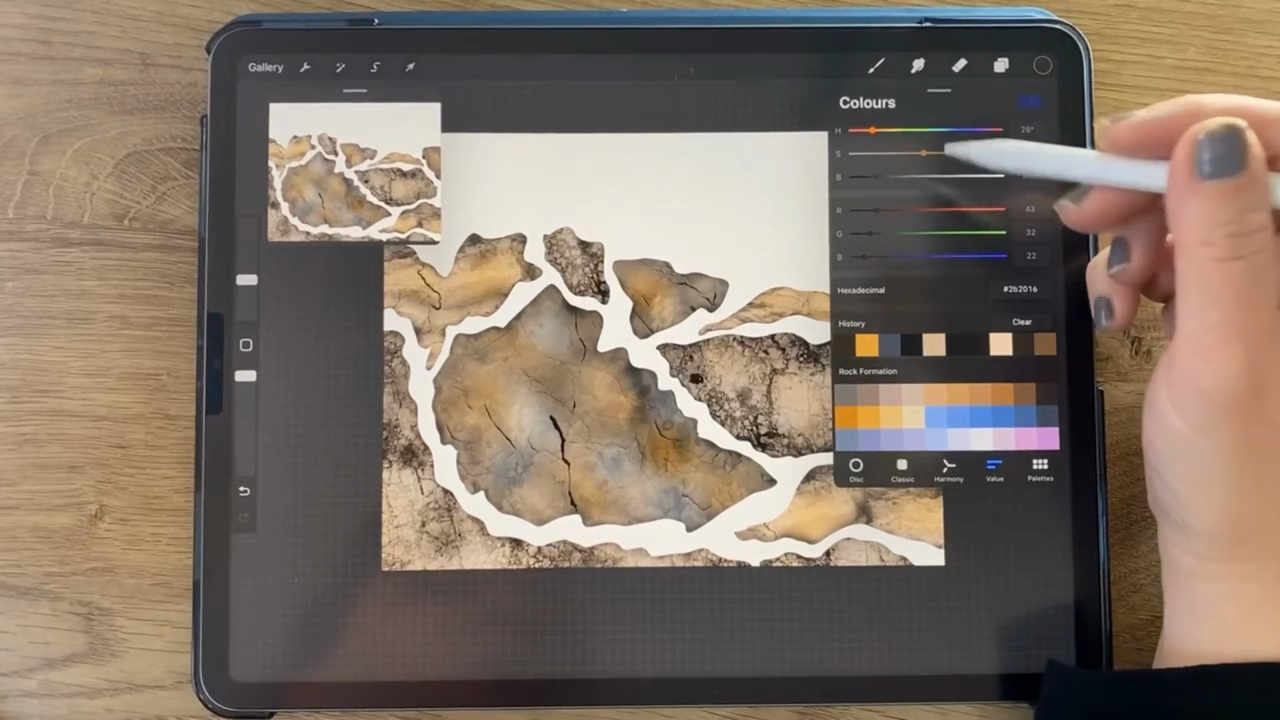 Gallery
Colours
H 28°
S
B
R 43
G 32
B 22
Hexadecimal #2b2016
History Clear
Rock Formation
Disc Classic Harmony Value Palettes